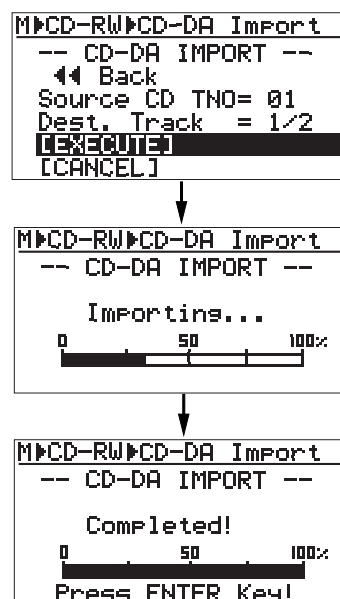 M▶CD-RW▶CD-DA Import
-- CD-DA IMPORT --
◀◀ Back
Source CD TNO= 01
Dest. Track = 1/2
[EXECUTE]
[CANCEL]
M▶CD-RW▶CD-DA Import
-- CD-DA IMPORT --
Importing...
0 50 100%
M▶CD-RW▶CD-DA Import
-- CD-DA IMPORT --
Completed!
0 50 100%
Press ENTER Key!